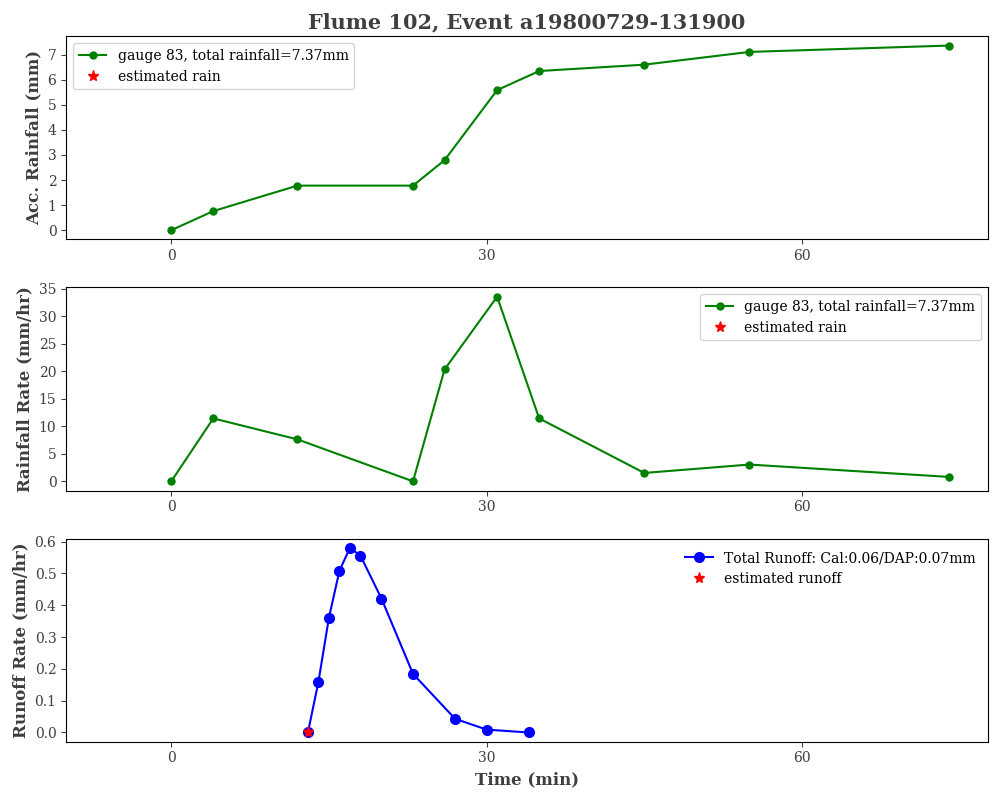 Flume 102, Event a19800729-131900
Acc. Rainfall (mm)
7
6
5
4
3
2
1
0
gauge 83, total rainfall=7.37mm
estimated rain
0 30 60
Rainfall Rate (mm/hr)
35
30
25
20
15
10
5
0
gauge 83, total rainfall=7.37mm
estimated rain
0 30 60
Runoff Rate (mm/hr)
0.6
0.5
0.4
0.3
0.2
0.1
0.0
Total Runoff: Cal:0.06/DAP:0.07mm
estimated runoff
0 30 60
Time (min)